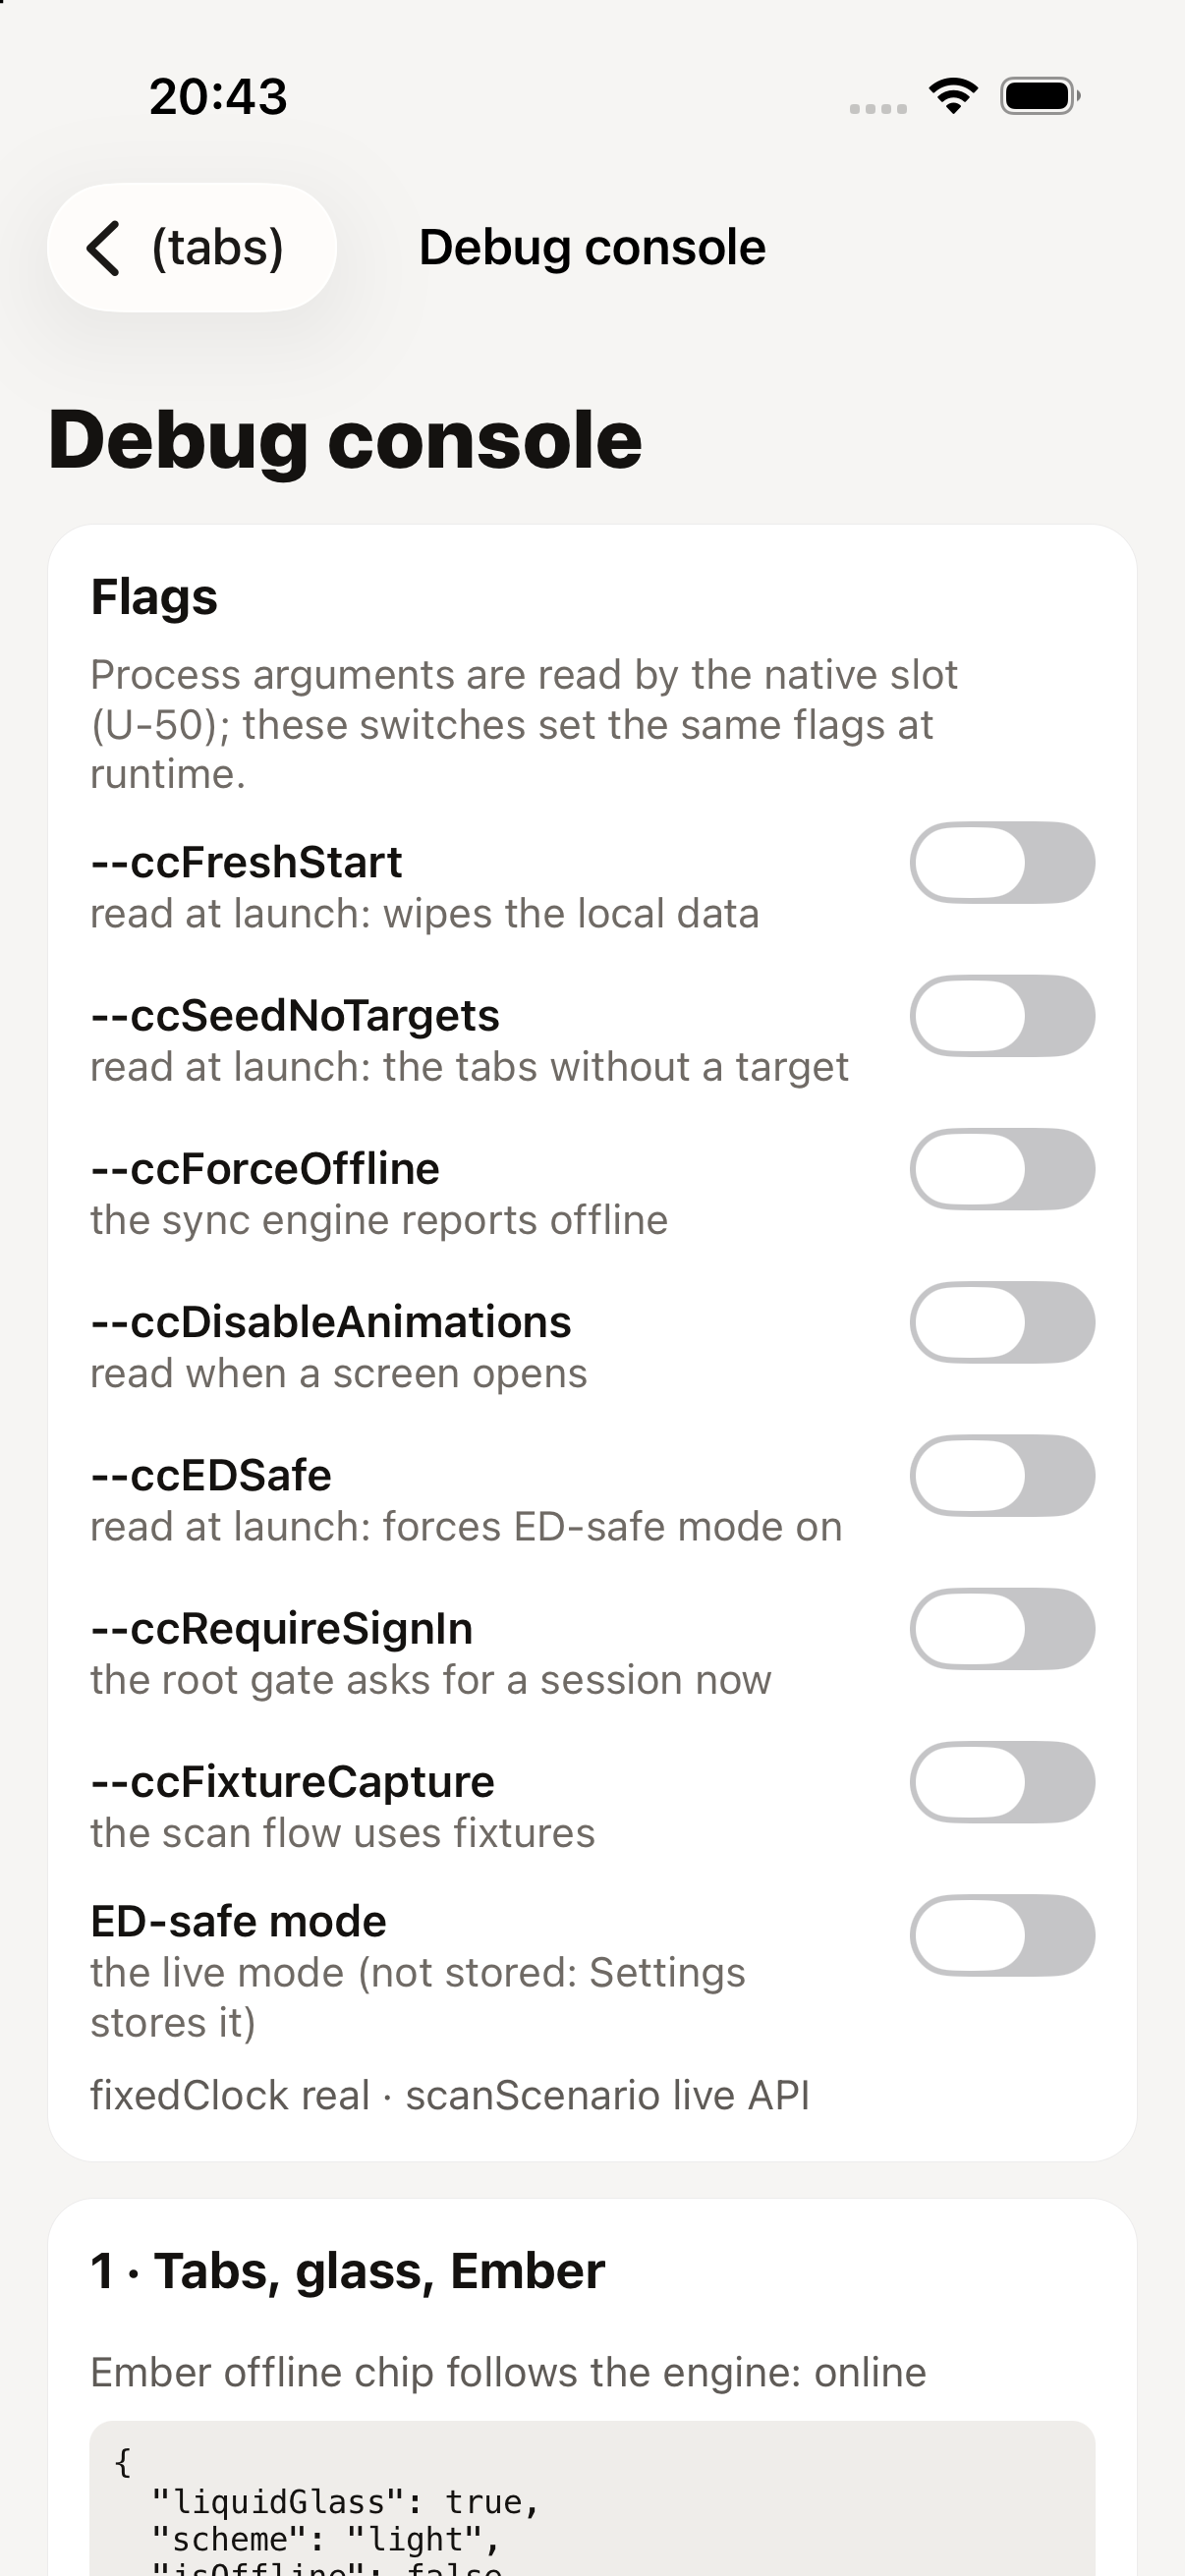 20:43
(tabs)
Debug console
Debug console
Flags
Process arguments are read by the native slot
(U-50); these switches set the same flags at
runtime.
--ccFreshStart
read at launch: wipes the local data
--ccSeedNoTargets
read at launch: the tabs without a target
--ccForceOffline
the sync engine reports offline
--ccDisableAnimations
read when a screen opens
--ccEDSafe
read at launch: forces ED-safe mode on
--ccRequireSignIn
the root gate asks for a session now
--ccFixtureCapture
the scan flow uses fixtures
ED-safe mode
the live mode (not stored: Settings
stores it)
fixedClock real · scanScenario live API
1 · Tabs, glass, Ember
Ember offline chip follows the engine: online
{
"liquidGlass": true,
"scheme": "light",
"isOffline": false